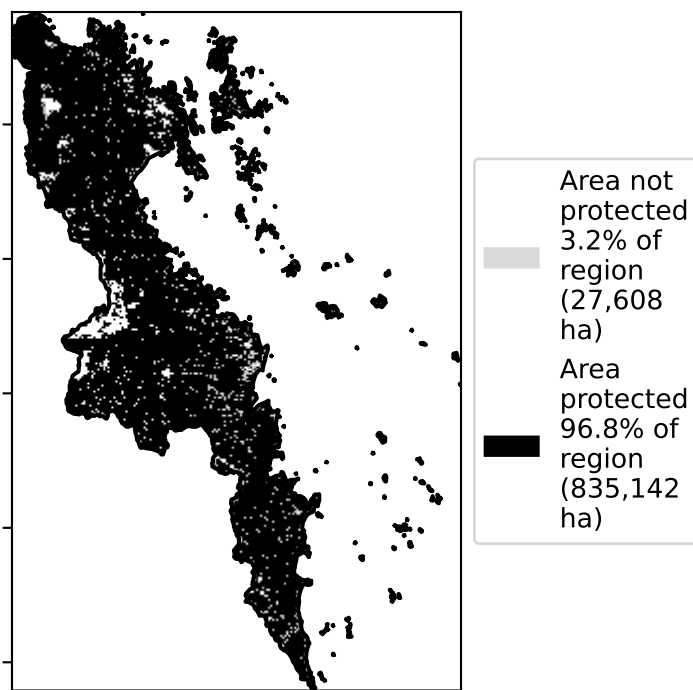 Area not
protected
3.2% of
region
(27,608
ha)
Area
protected
96.8% of
region
(835,142
ha)